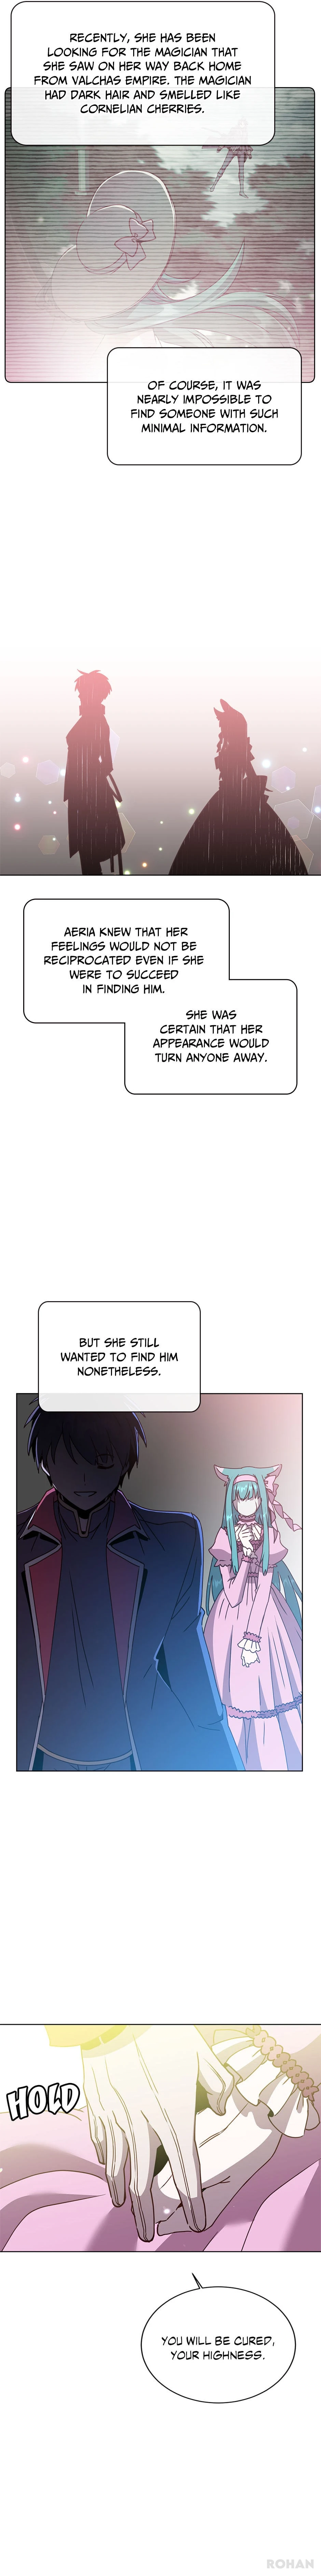 RECENTLY, SHE HAS BEEN
LOOKING FOR THE MAGICIAN THAT
SHE SAW ON HER WAY BACK HOME
FROM VALCHAS EMPIRE. THE MAGICIAN
HAD DARK HAIR AND SMELLED LIKE
CORNELIAN CHERRIES.
OF COURSE, IT WAS
NEARLY IMPOSSIBLE TO
FIND SOMEONE WITH SUCH
MINIMAL INFORMATION.
AERIA KNEW THAT HER
FEELINGS WOULD NOT BE
RECIPROCATED EVEN IF SHE
WERE TO SUCCEED
IN FINDING HIM.
SHE WAS
CERTAIN THAT HER
APPEARANCE WOULD
TURN ANYONE AWAY.
BUT SHE STILL
WANTED TO FIND HIM
NONETHELESS.
HOLD
YOU WILL BE CURED,
YOUR HIGHNESS.
ROHAN